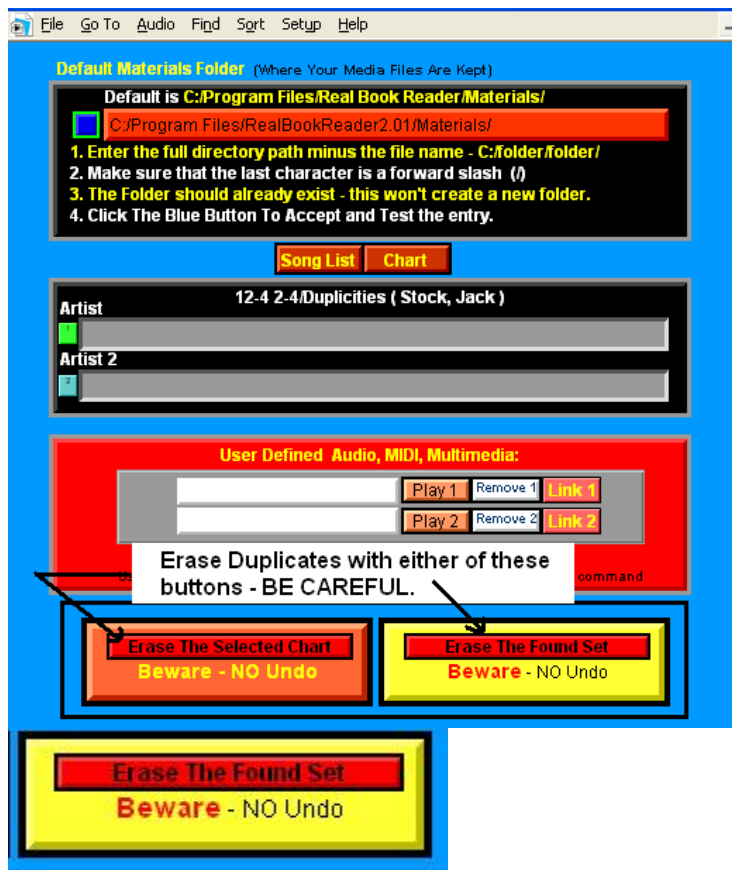 File Go To Audio Find Sort Setup Help
Default Materials Folder (Where Your Media Files Are Kept)
Default is C:/Program Files/Real Book Reader/Materials/
C:/Program Files/RealBookReader2.01/Materials/
1. Enter the full directory path minus the file name - C:/folder/folder/
2. Make sure that the last character is a forward slash (/)
3. The Folder should already exist - this won't create a new folder.
4. Click The Blue Button To Accept and Test the entry.
Song List Chart
12-4 2-4/Duplicities ( Stock, Jack )
Artist
1
Artist 2
2
User Defined Audio, MIDI, Multimedia:
Play 1 Remove 1 Link 1
Play 2 Remove 2 Link 2
Erase Duplicates with either of these
buttons - BE CAREFUL.
command
Erase The Selected Chart
Beware - NO Undo
Erase The Found Set
Beware - NO Undo
Erase The Found Set
Beware - NO Undo